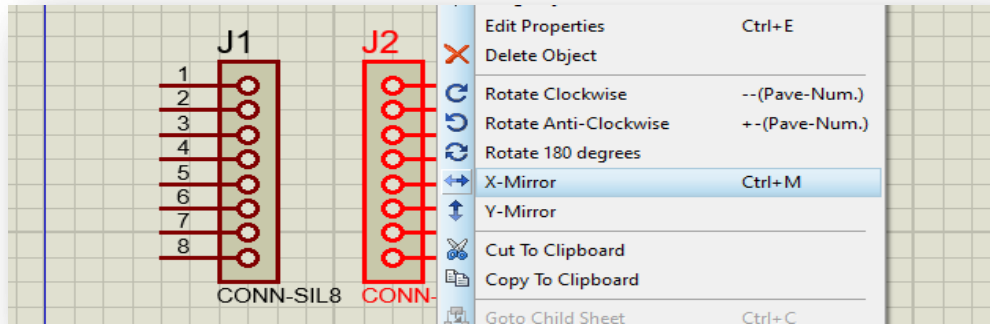 Edit Properties Ctrl+E
J1 J2
Delete Object
1
Rotate Clockwise --(Pave-Num.)
2
3
Rotate Anti-Clockwise +-(Pave-Num.)
4
Rotate 180 degrees
5
X-Mirror Ctrl+M
6
Y-Mirror
7
8
Cut To Clipboard
Copy To Clipboard
CONN-SIL8 CONN-
Goto Child Sheet Ctrl+C